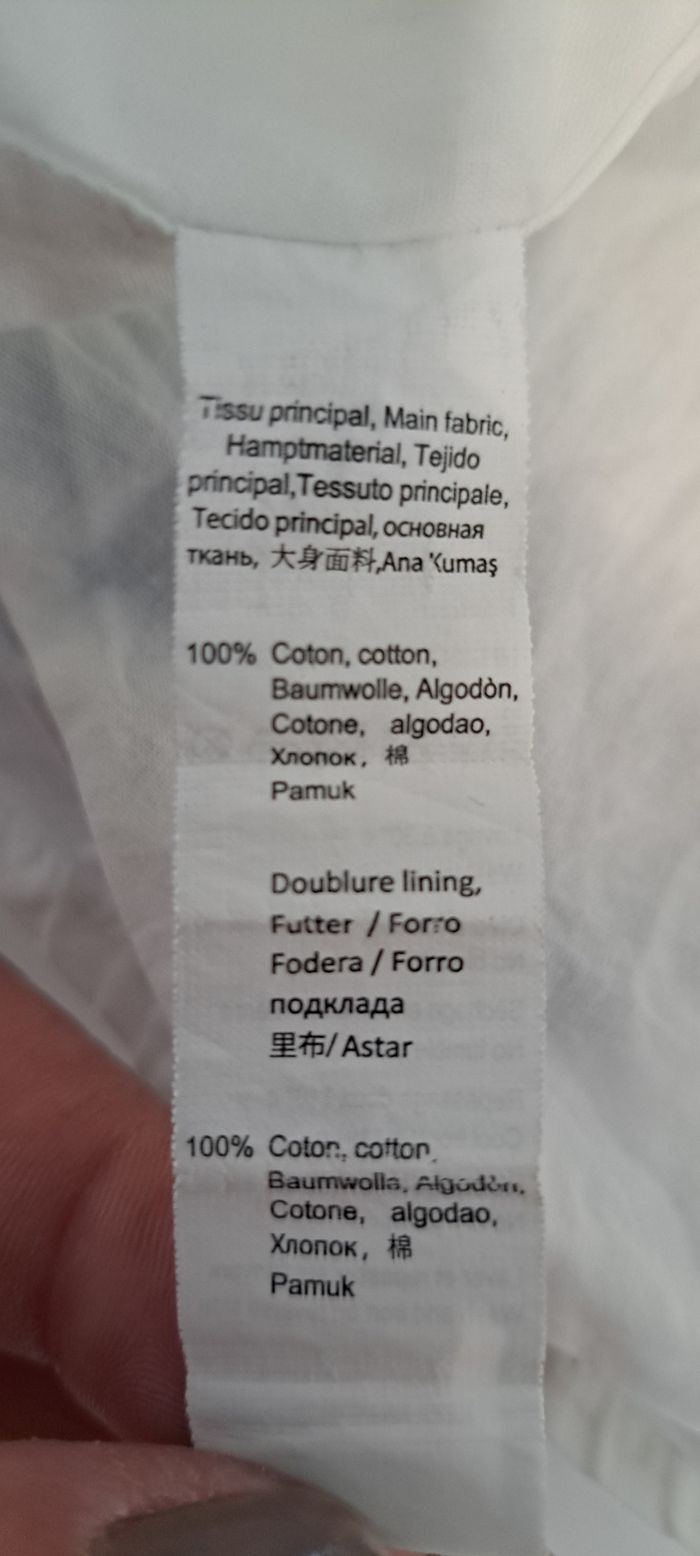 Tissu principal, Main fabric,
Hamptmaterial, Tejido
principal,Tessuto principale,
Tecido principal, основная
ткань, 大身面料,Ana Kumaş
100% Coton, cotton,
Baumwolle, Algodòn,
Cotone, algodao,
Хлопок, 棉
Pamuk
Doublure lining,
Futter / Forro
Fodera / Forro
подклада
里布/ Astar
100% Coton, cotton,
Baumwolle, Algodòn,
Cotone, algodao,
Хлопок, 棉
Pamuk